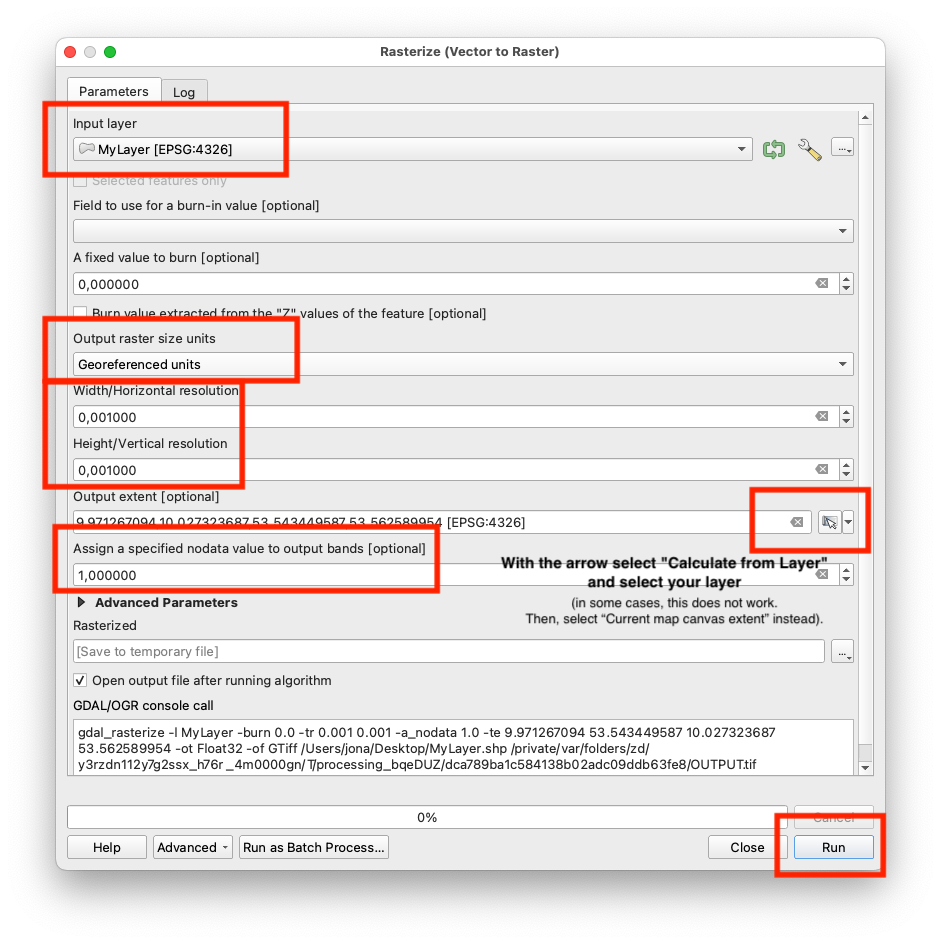 Rasterize (Vector to Raster)
Parameters
Log
Input layer
MyLayer [EPSG:4326]
...
Selected features only
Field to use for a burn-in value [optional]
A fixed value to burn [optional]
0,000000
Burn value extracted from the "Z" values of the feature [optional]
Output raster size units
Georeferenced units
Width/Horizontal resolution
0,001000
Height/Vertical resolution
0,001000
Output extent [optional]
9.971267094,10.027323687,53.543449587,53.562589954 [EPSG:4326]
Assign a specified nodata value to output bands [optional]
1,000000
With the arrow select "Calculate from Layer"
and select your layer
(in some cases, this does not work.
Then, select “Current map canvas extent” instead).
Advanced Parameters
Rasterized
[Save to temporary file]
...
Open output file after running algorithm
GDAL/OGR console call
gdal_rasterize -l MyLayer -burn 0.0 -tr 0.001 0.001 -a_nodata 1.0 -te 9.971267094 53.543449587 10.027323687
53.562589954 -ot Float32 -of GTiff /Users/jona/Desktop/MyLayer.shp /private/var/folders/zd/
y3rzdn112y7g2ssx_h76r_4m0000gn/T/processing_bqeDUZ/dca789ba1c584138b02adc09ddb63fe8/OUTPUT.tif
0%
Cancel
Help
Advanced
Run as Batch Process...
Close
Run